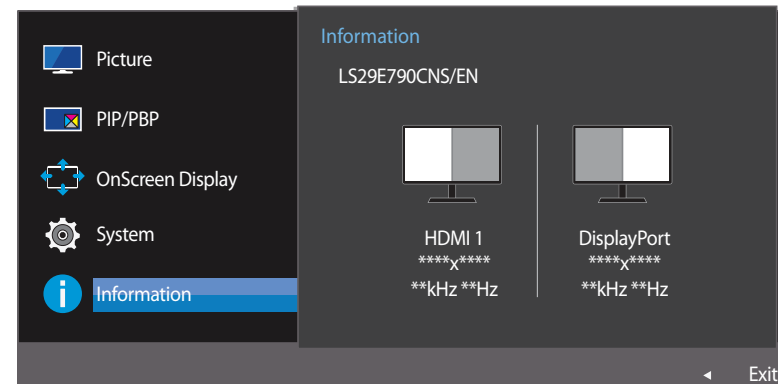 Picture
PIP/PBP
OnScreen Display
System
Information
Information
LS29E790CNS/EN
HDMI 1
****x****
**kHz **Hz
DisplayPort
****x****
**kHz **Hz
Exit